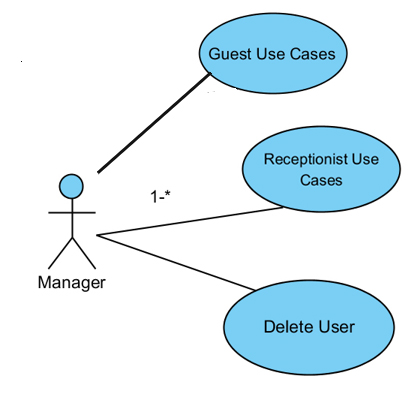 Guest Use Cases
Receptionist Use
Cases
1-*
Manager
Delete User